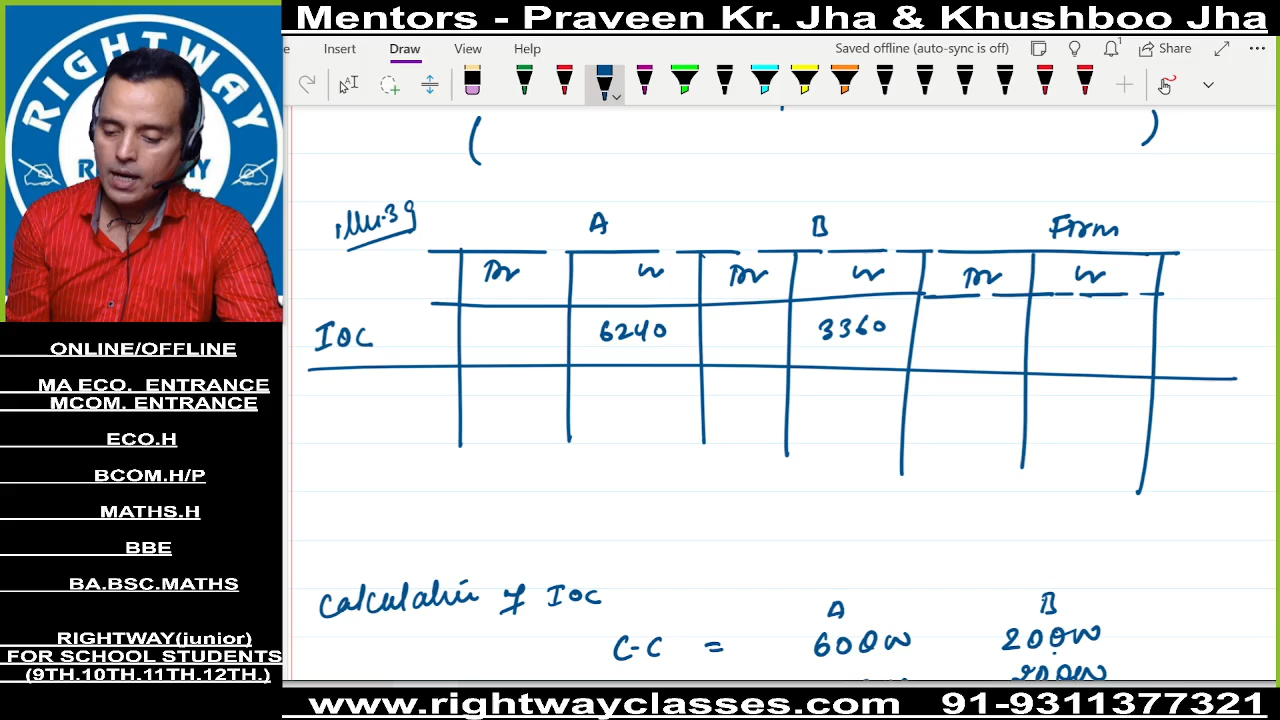 Mentors - Praveen Kr. Jha & Khushboo Jha
RIGHTWAY
Insert Draw View Help
Saved offline (auto-sync is off)
Share
( )
illu.39
A B Firm
Dr Cr Dr Cr Dr Cr
IOC 6240 3360
Calculation of IOC
A B
C-C = 60000 20000
ONLINE/OFFLINE
MA ECO. ENTRANCE
MCOM. ENTRANCE
ECO.H
BCOM.H/P
MATHS.H
BBE
BA.BSC.MATHS
RIGHTWAY(junior)
FOR SCHOOL STUDENTS
(9TH.10TH.11TH.12TH.)
www.rightwayclasses.com 91-9311377321